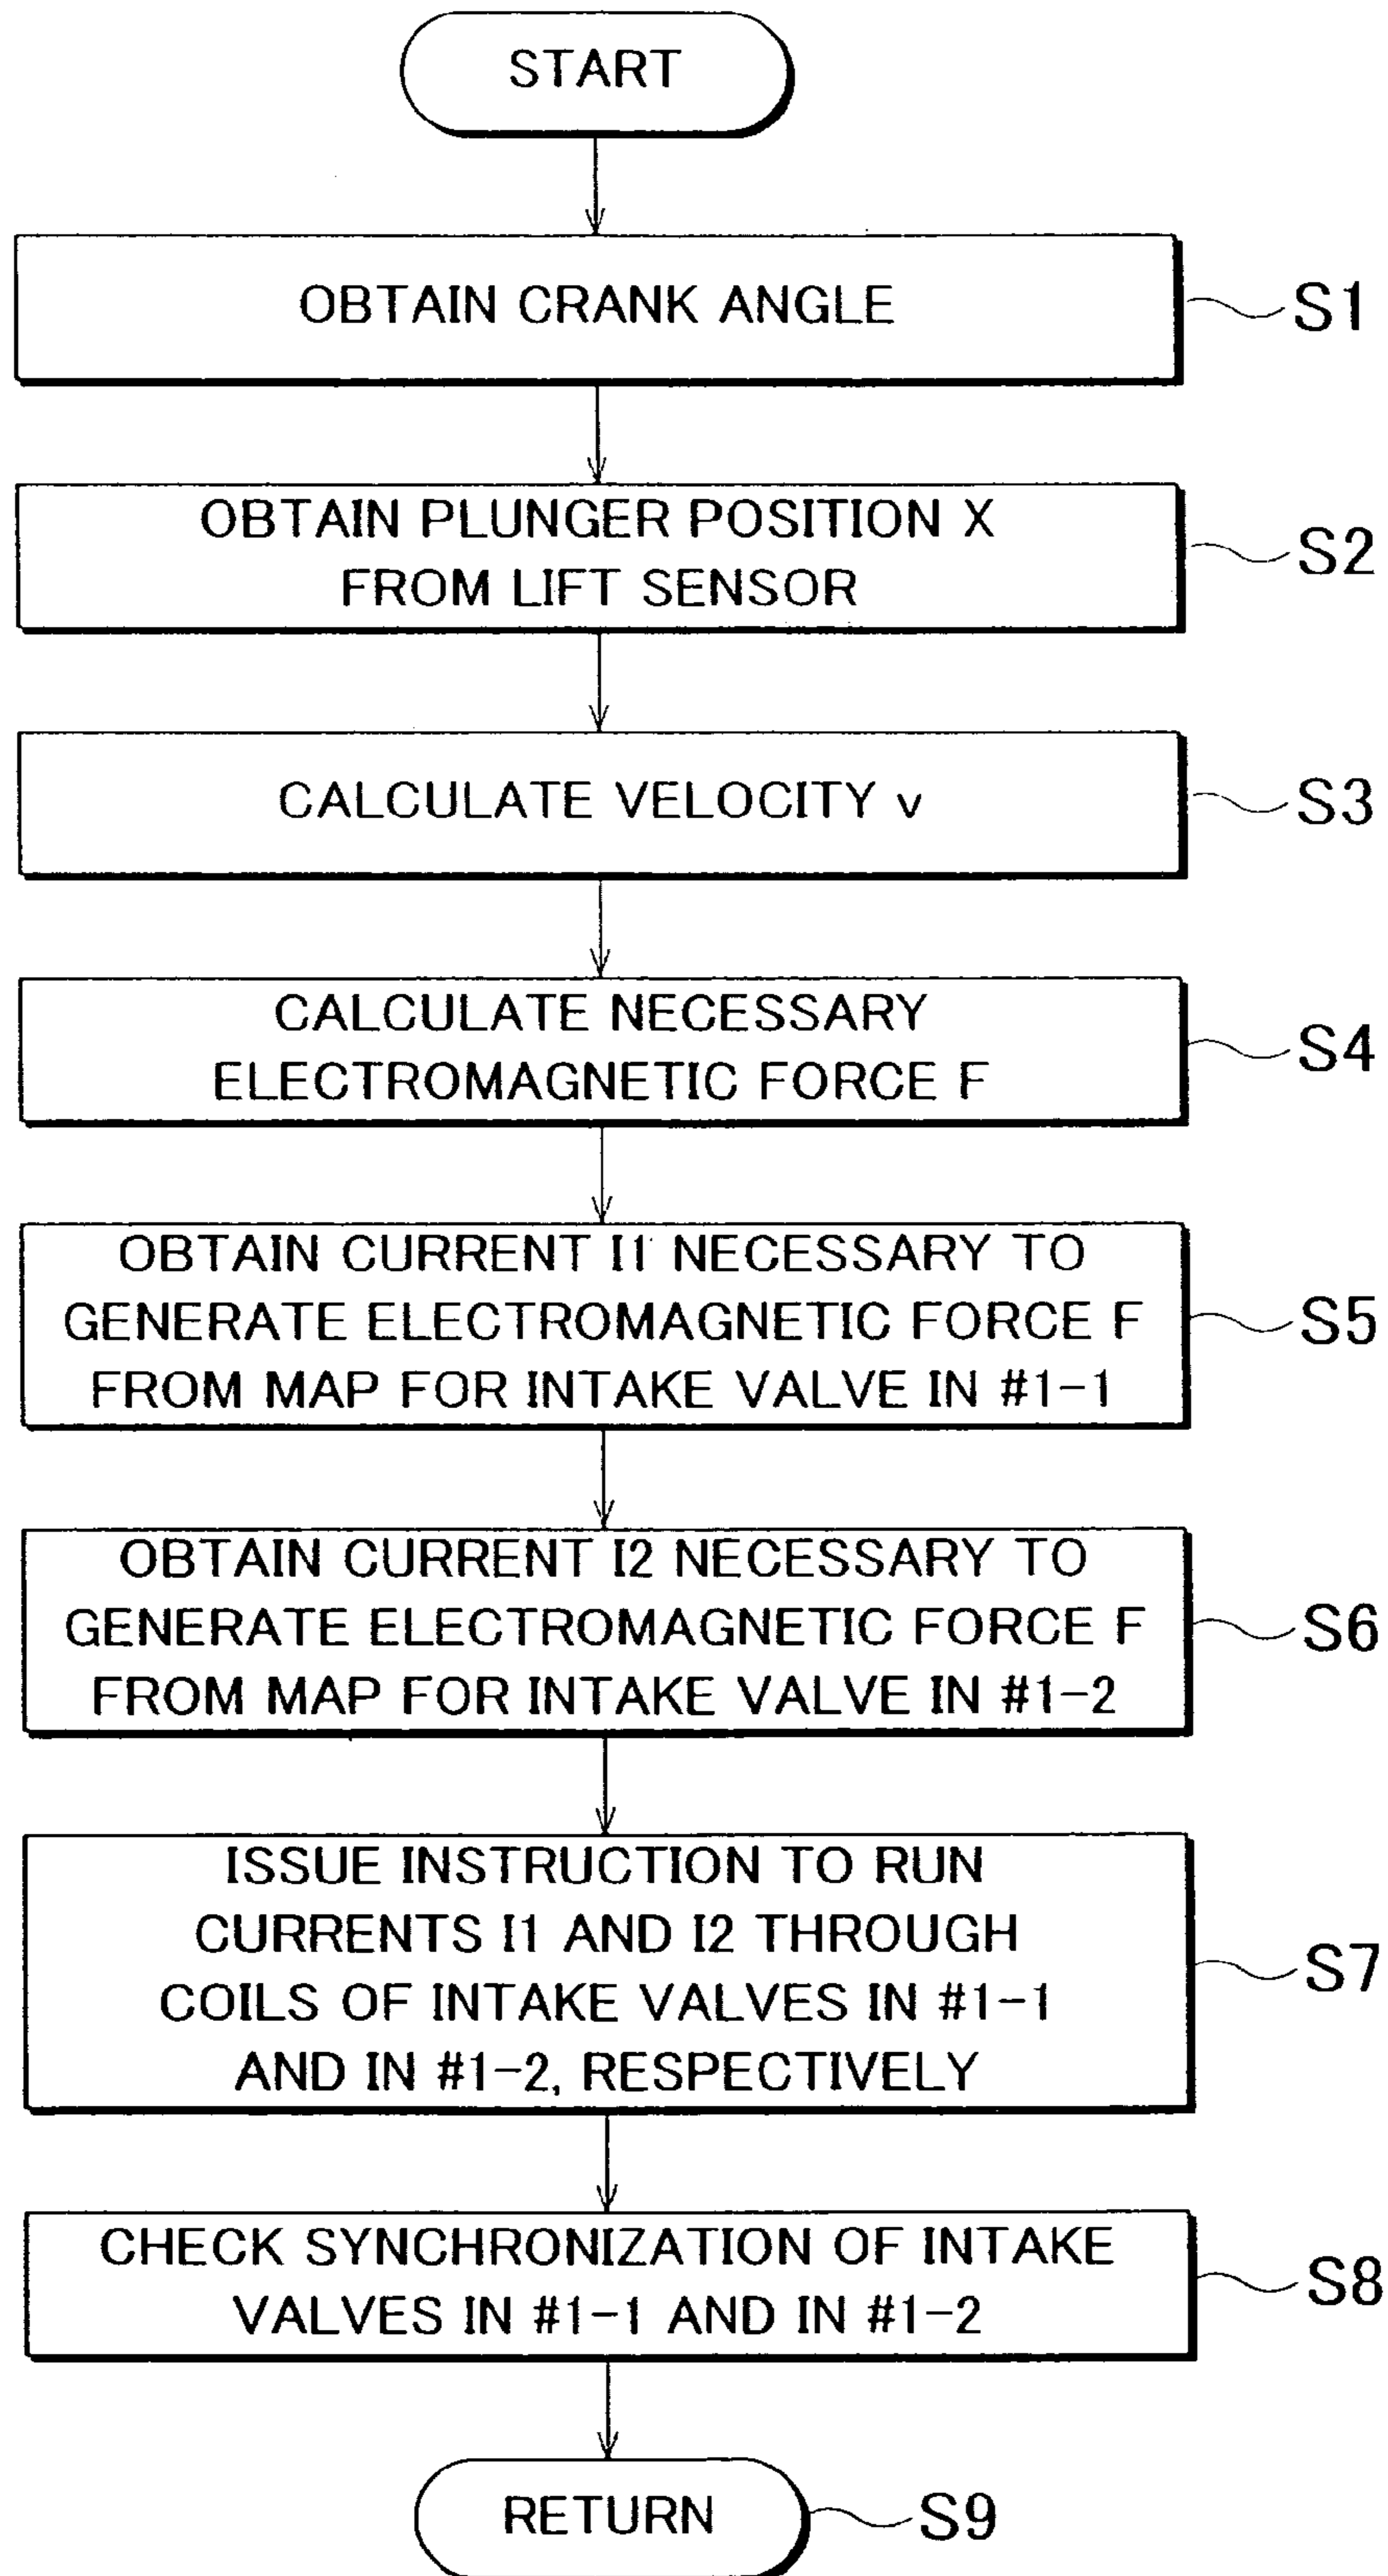 START
OBTAIN CRANK ANGLE
S1
OBTAIN PLUNGER POSITION X
FROM LIFT SENSOR
S2
CALCULATE VELOCITY v
S3
CALCULATE NECESSARY
ELECTROMAGNETIC FORCE F
S4
OBTAIN CURRENT I1 NECESSARY TO
GENERATE ELECTROMAGNETIC FORCE F
FROM MAP FOR INTAKE VALVE IN #1-1
S5
OBTAIN CURRENT I2 NECESSARY TO
GENERATE ELECTROMAGNETIC FORCE F
FROM MAP FOR INTAKE VALVE IN #1-2
S6
ISSUE INSTRUCTION TO RUN
CURRENTS I1 AND I2 THROUGH
COILS OF INTAKE VALVES IN #1-1
AND IN #1-2, RESPECTIVELY
S7
CHECK SYNCHRONIZATION OF INTAKE
VALVES IN #1-1 AND IN #1-2
S8
RETURN
S9